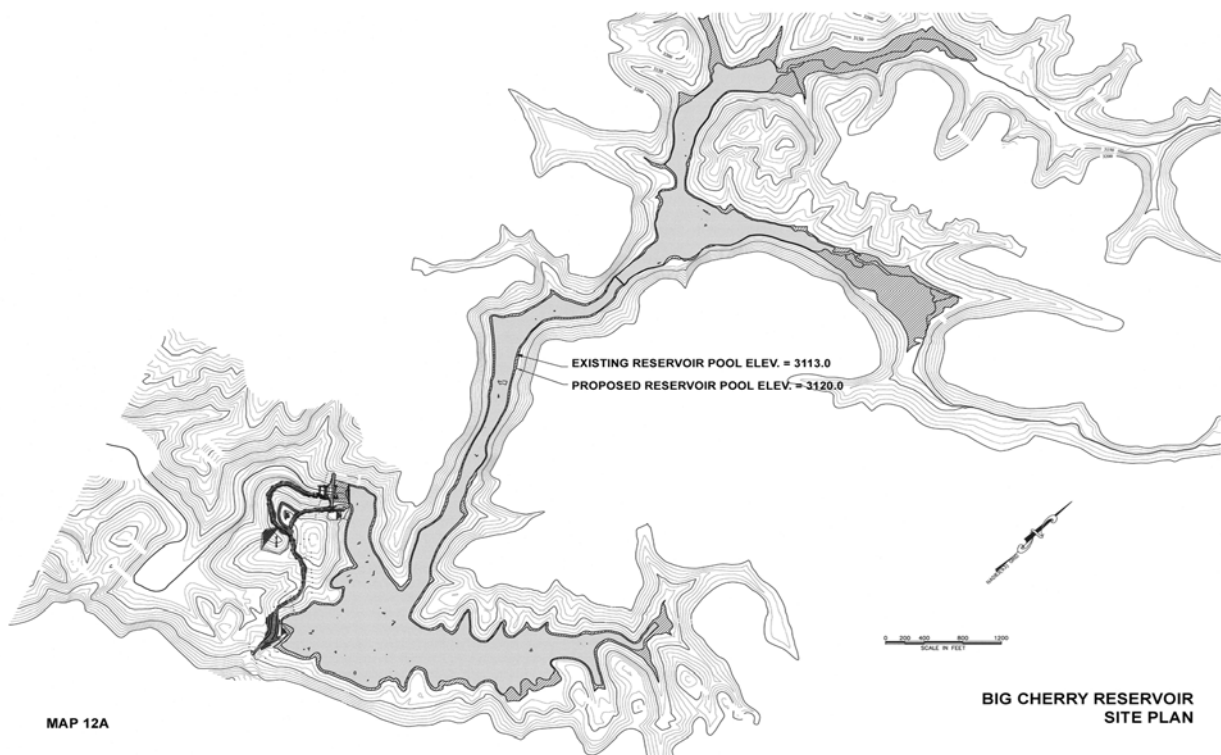 EXISTING RESERVOIR POOL ELEV. = 3113.0
PROPOSED RESERVOIR POOL ELEV. = 3120.0
0 200 400 800 1200
SCALE IN FEET
BIG CHERRY RESERVOIR
SITE PLAN
MAP 12A